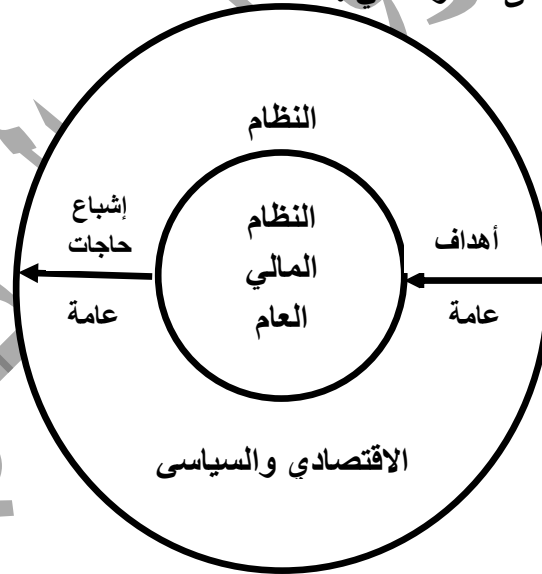 النظام
النظام
المالي
العام
أهداف
عامة
إشباع
حاجات
عامة
الاقتصادي والسياسى